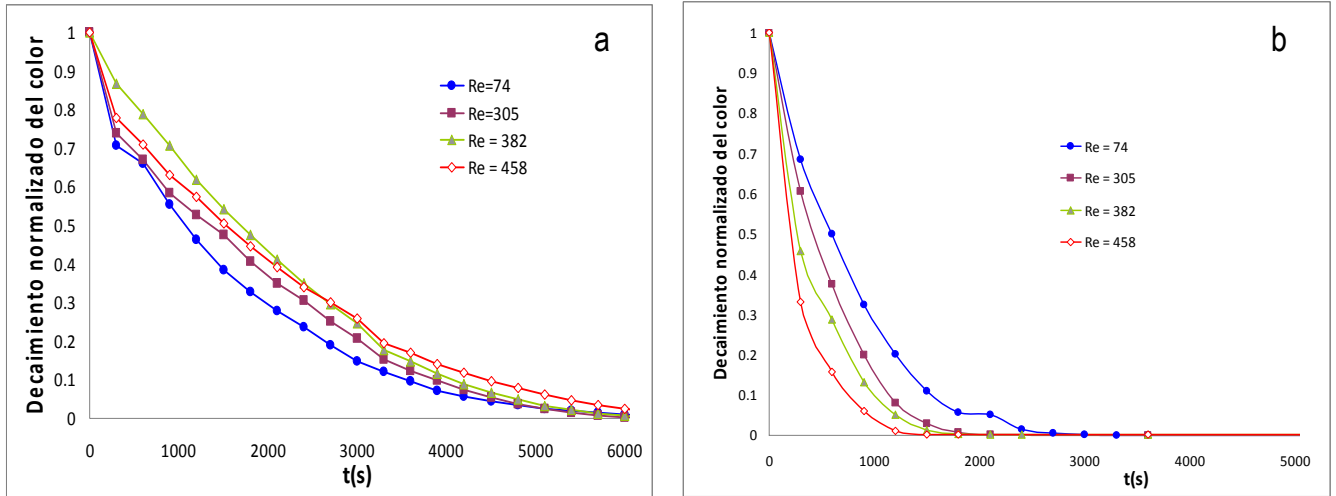 a
Decaimiento normalizado del color
1
0.9
0.8
0.7
0.6
0.5
0.4
0.3
0.2
0.1
0
0 1000 2000 3000 4000 5000 6000
t(s)
Re=74
Re=305
Re = 382
Re = 458
b
Decaimiento normalizado del color
1
0.9
0.8
0.7
0.6
0.5
0.4
0.3
0.2
0.1
0
0 1000 2000 3000 4000 5000
t(s)
Re = 74
Re = 305
Re = 382
Re = 458